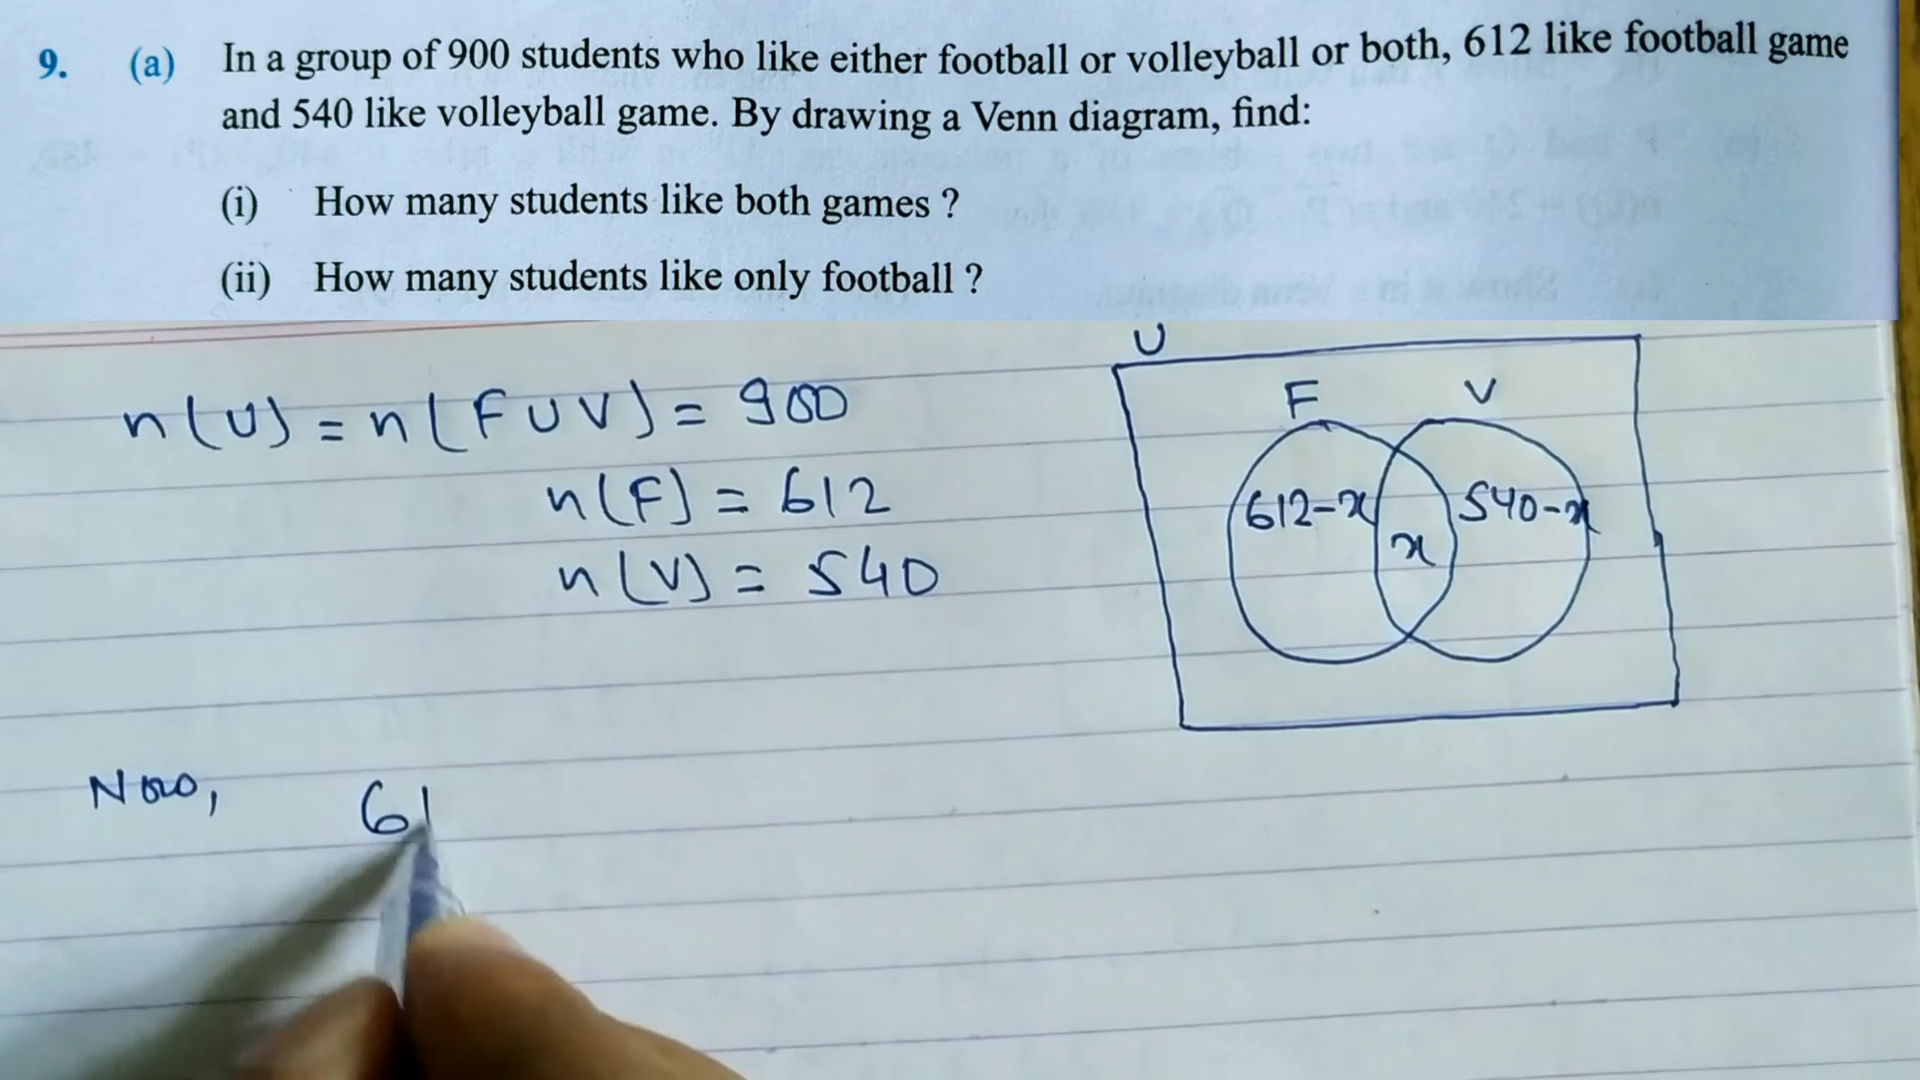 9. (a) In a group of 900 students who like either football or volleyball or both, 612 like football game
and 540 like volleyball game. By drawing a Venn diagram, find:
(i) How many students like both games ?
(ii) How many students like only football ?
U
n(U) = n(F∪V) = 900
n(F) = 612
n(V) = 540
F V
612-x x 540-x
Now, 61